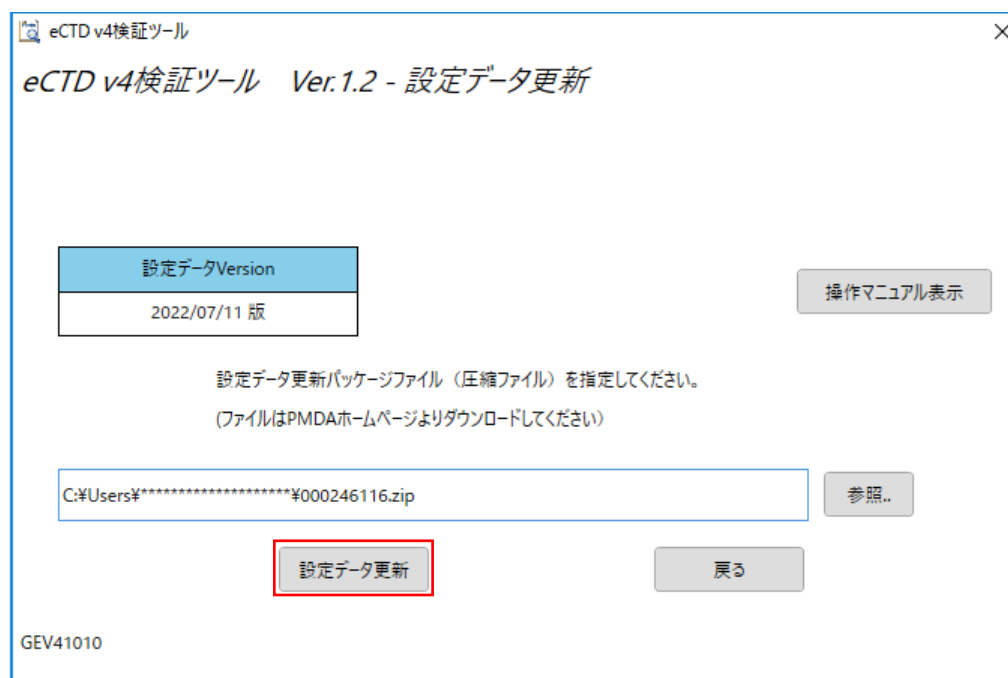 eCTD v4検証ツール
eCTD v4検証ツール　Ver.1.2 - 設定データ更新
設定データVersion
2022/07/11 版
操作マニュアル表示
設定データ更新パッケージファイル（圧縮ファイル）を指定してください。
(ファイルはPMDAホームページよりダウンロードしてください）
C:¥Users¥********************¥000246116.zip
参照..
設定データ更新
戻る
GEV41010